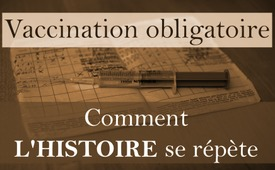 Vaccination obligatoire
Comment
L'HISTOIRE se répète